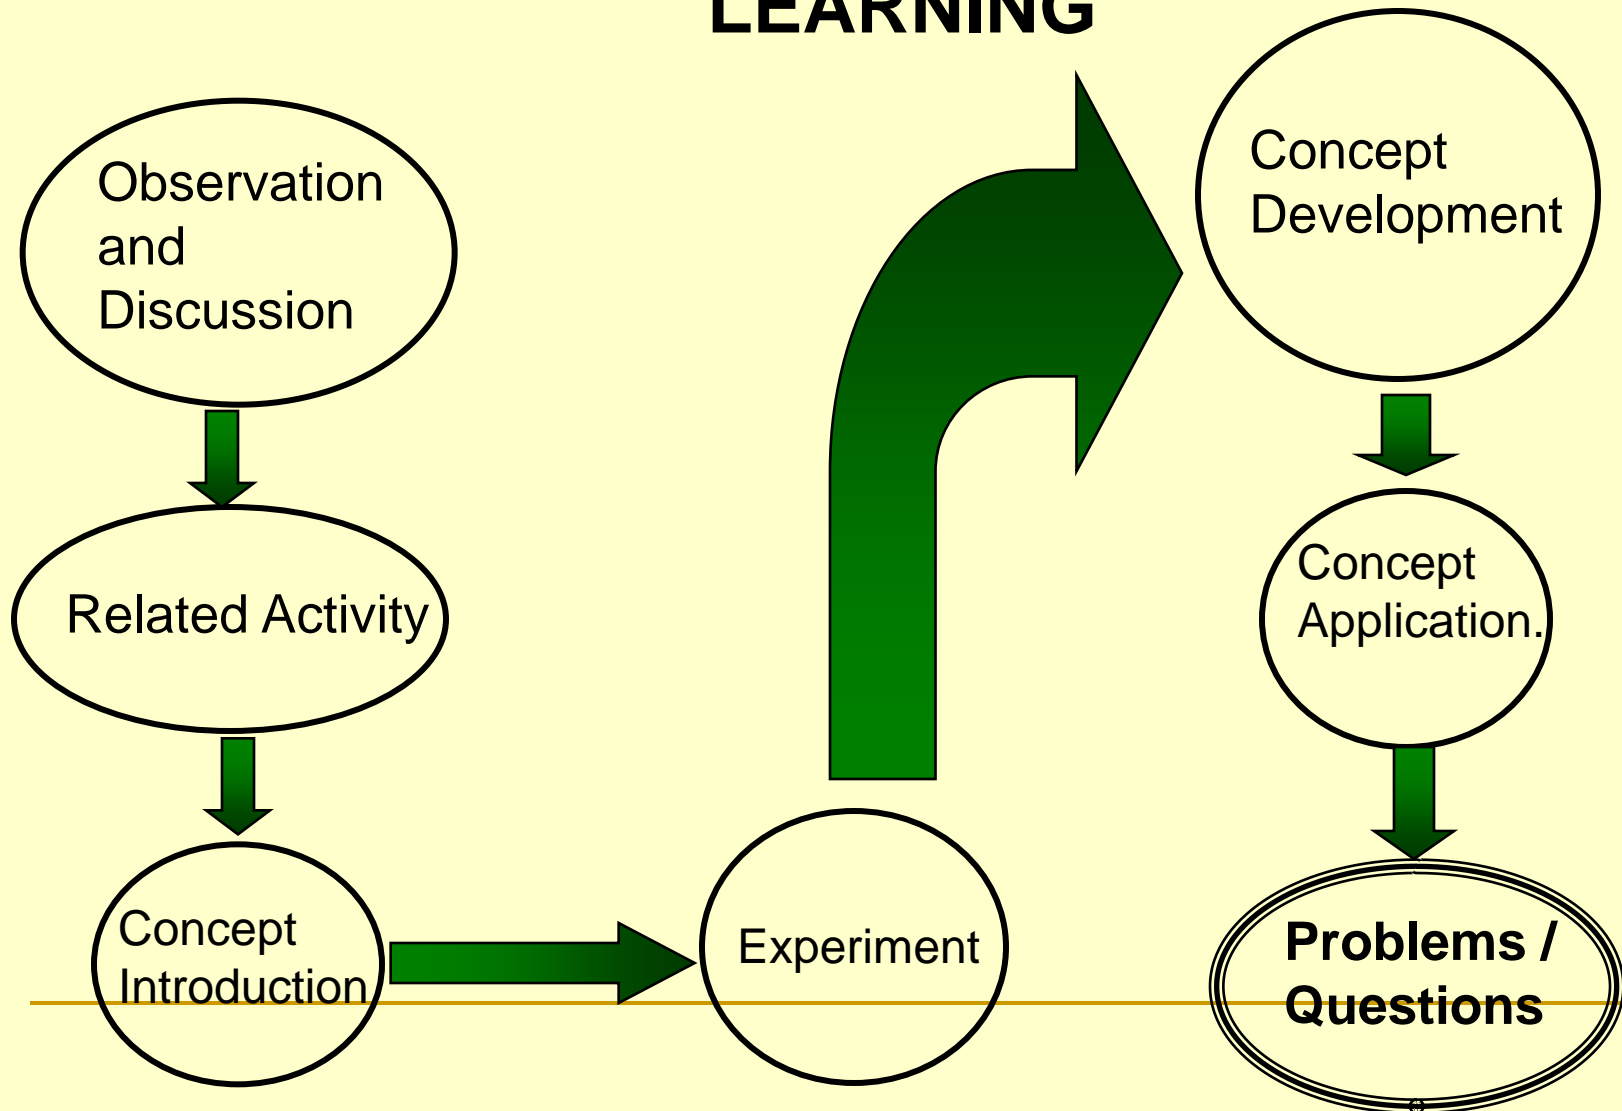 LEARNING
Observation
and
Discussion
Related Activity
Concept
Introduction
Experiment
Concept
Development
Concept
Application.
Problems /
Questions